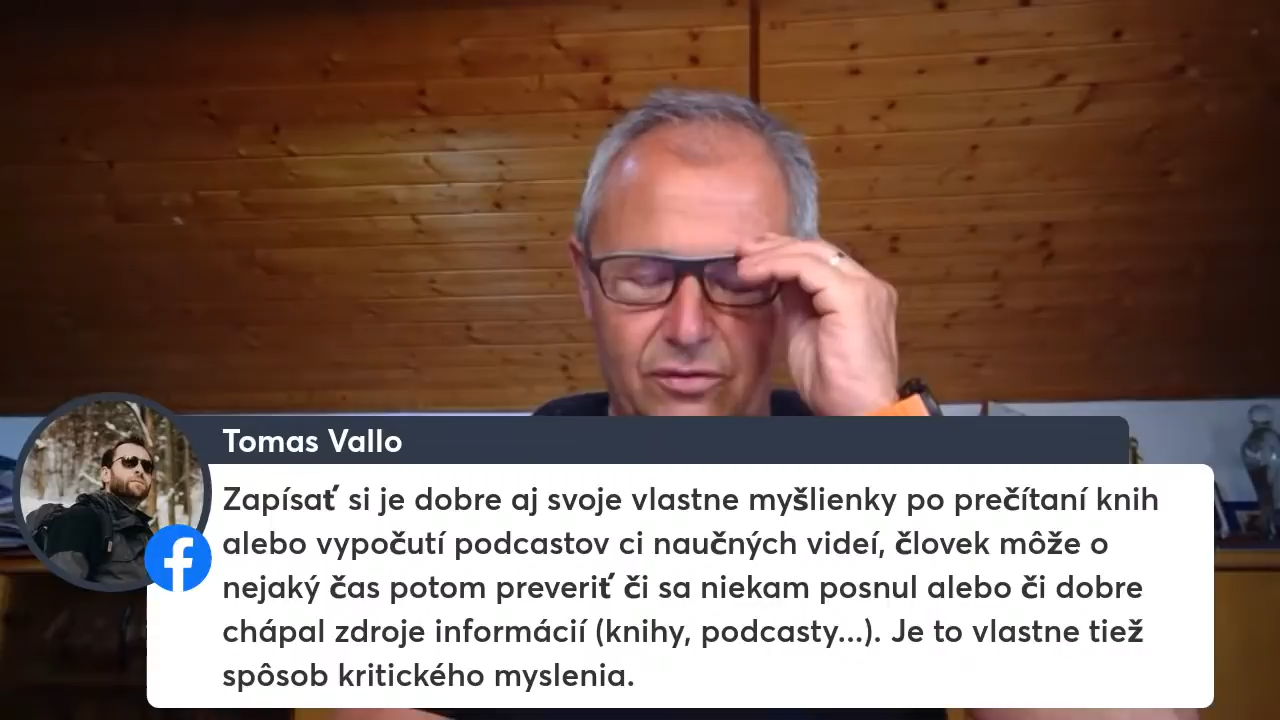 Tomas Vallo
Zapísať si je dobre aj svoje vlastne myšlienky po prečítaní knih
alebo vypočutí podcastov ci naučných videí, človek môže o
nejaký čas potom preveriť či sa niekam posnul alebo či dobre
chápal zdroje informácií (knihy, podcasty...). Je to vlastne tiež
spôsob kritického myslenia.